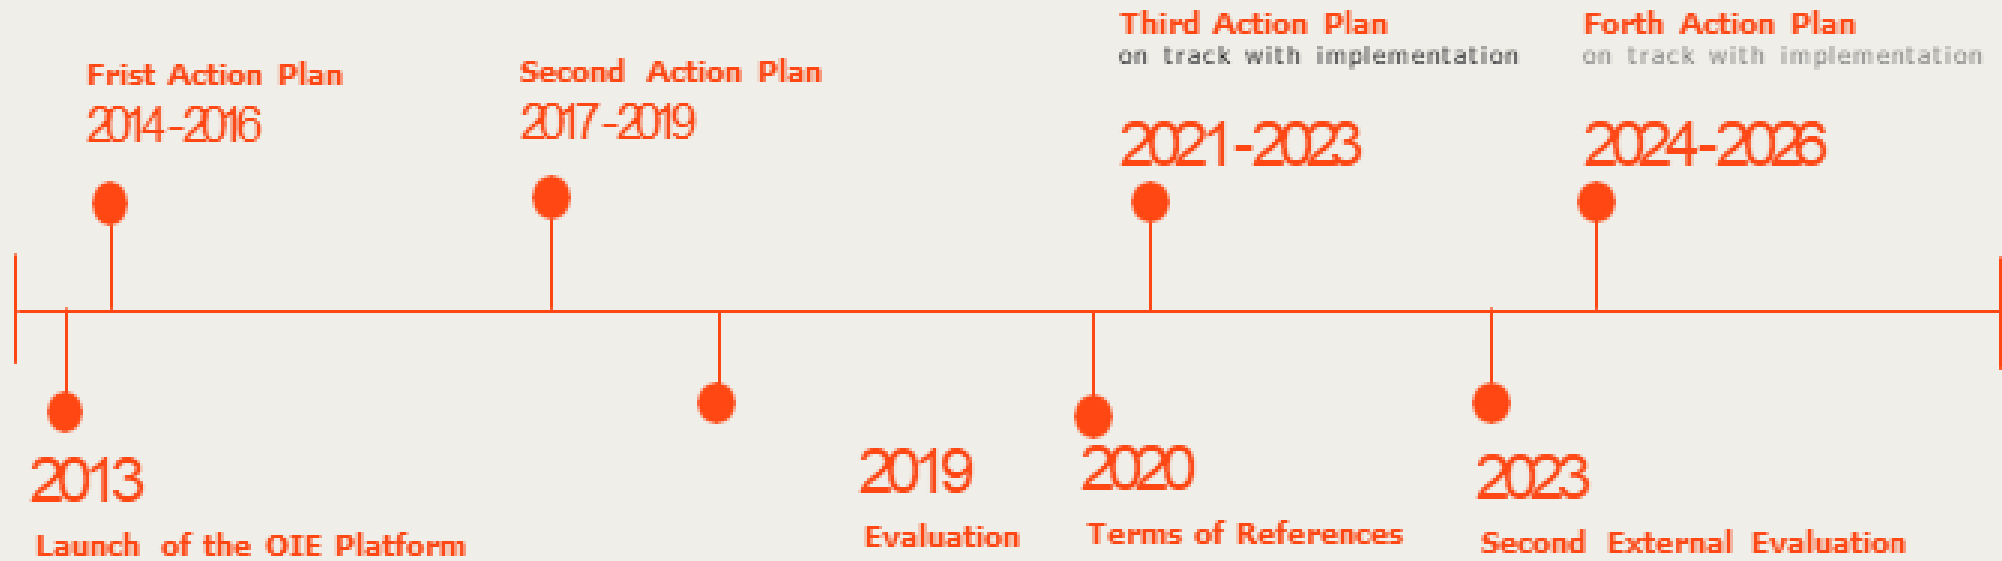 Frist Action Plan
2014-2016
Second Action Plan
2017-2019
Third Action Plan
on track with implementation
2021-2023
Forth Action Plan
on track with implementation
2024-2026
2013
Launch of the OIE Platform
2019
Evaluation
2020
Terms of References
2023
Second External Evaluation